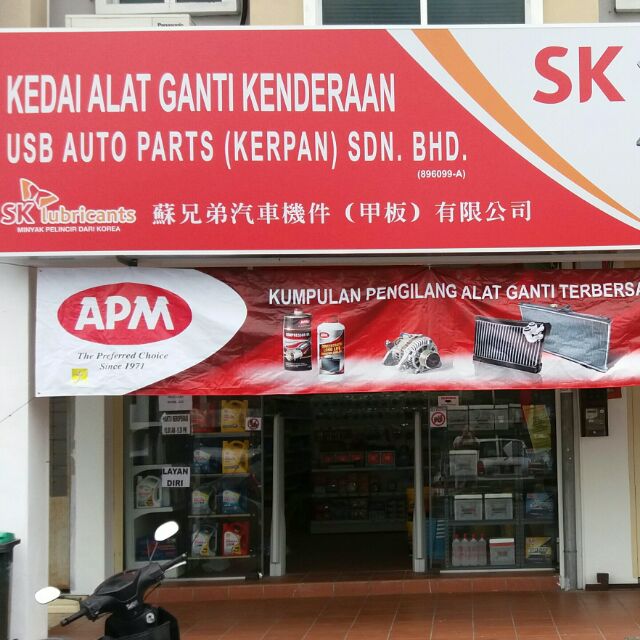 Panasonic
KEDAI ALAT GANTI KENDERAAN
USB AUTO PARTS (KERPAN) SDN. BHD.
(896099-A)
SK
SK lubricants
MINYAK PELINCIR DARI KOREA
蘇兄弟汽車機件（甲板）有限公司
APM
The Preferred Choice
Since 1971
KUMPULAN PENGILANG ALAT GANTI TERBERSA
LAYAN
DIRI